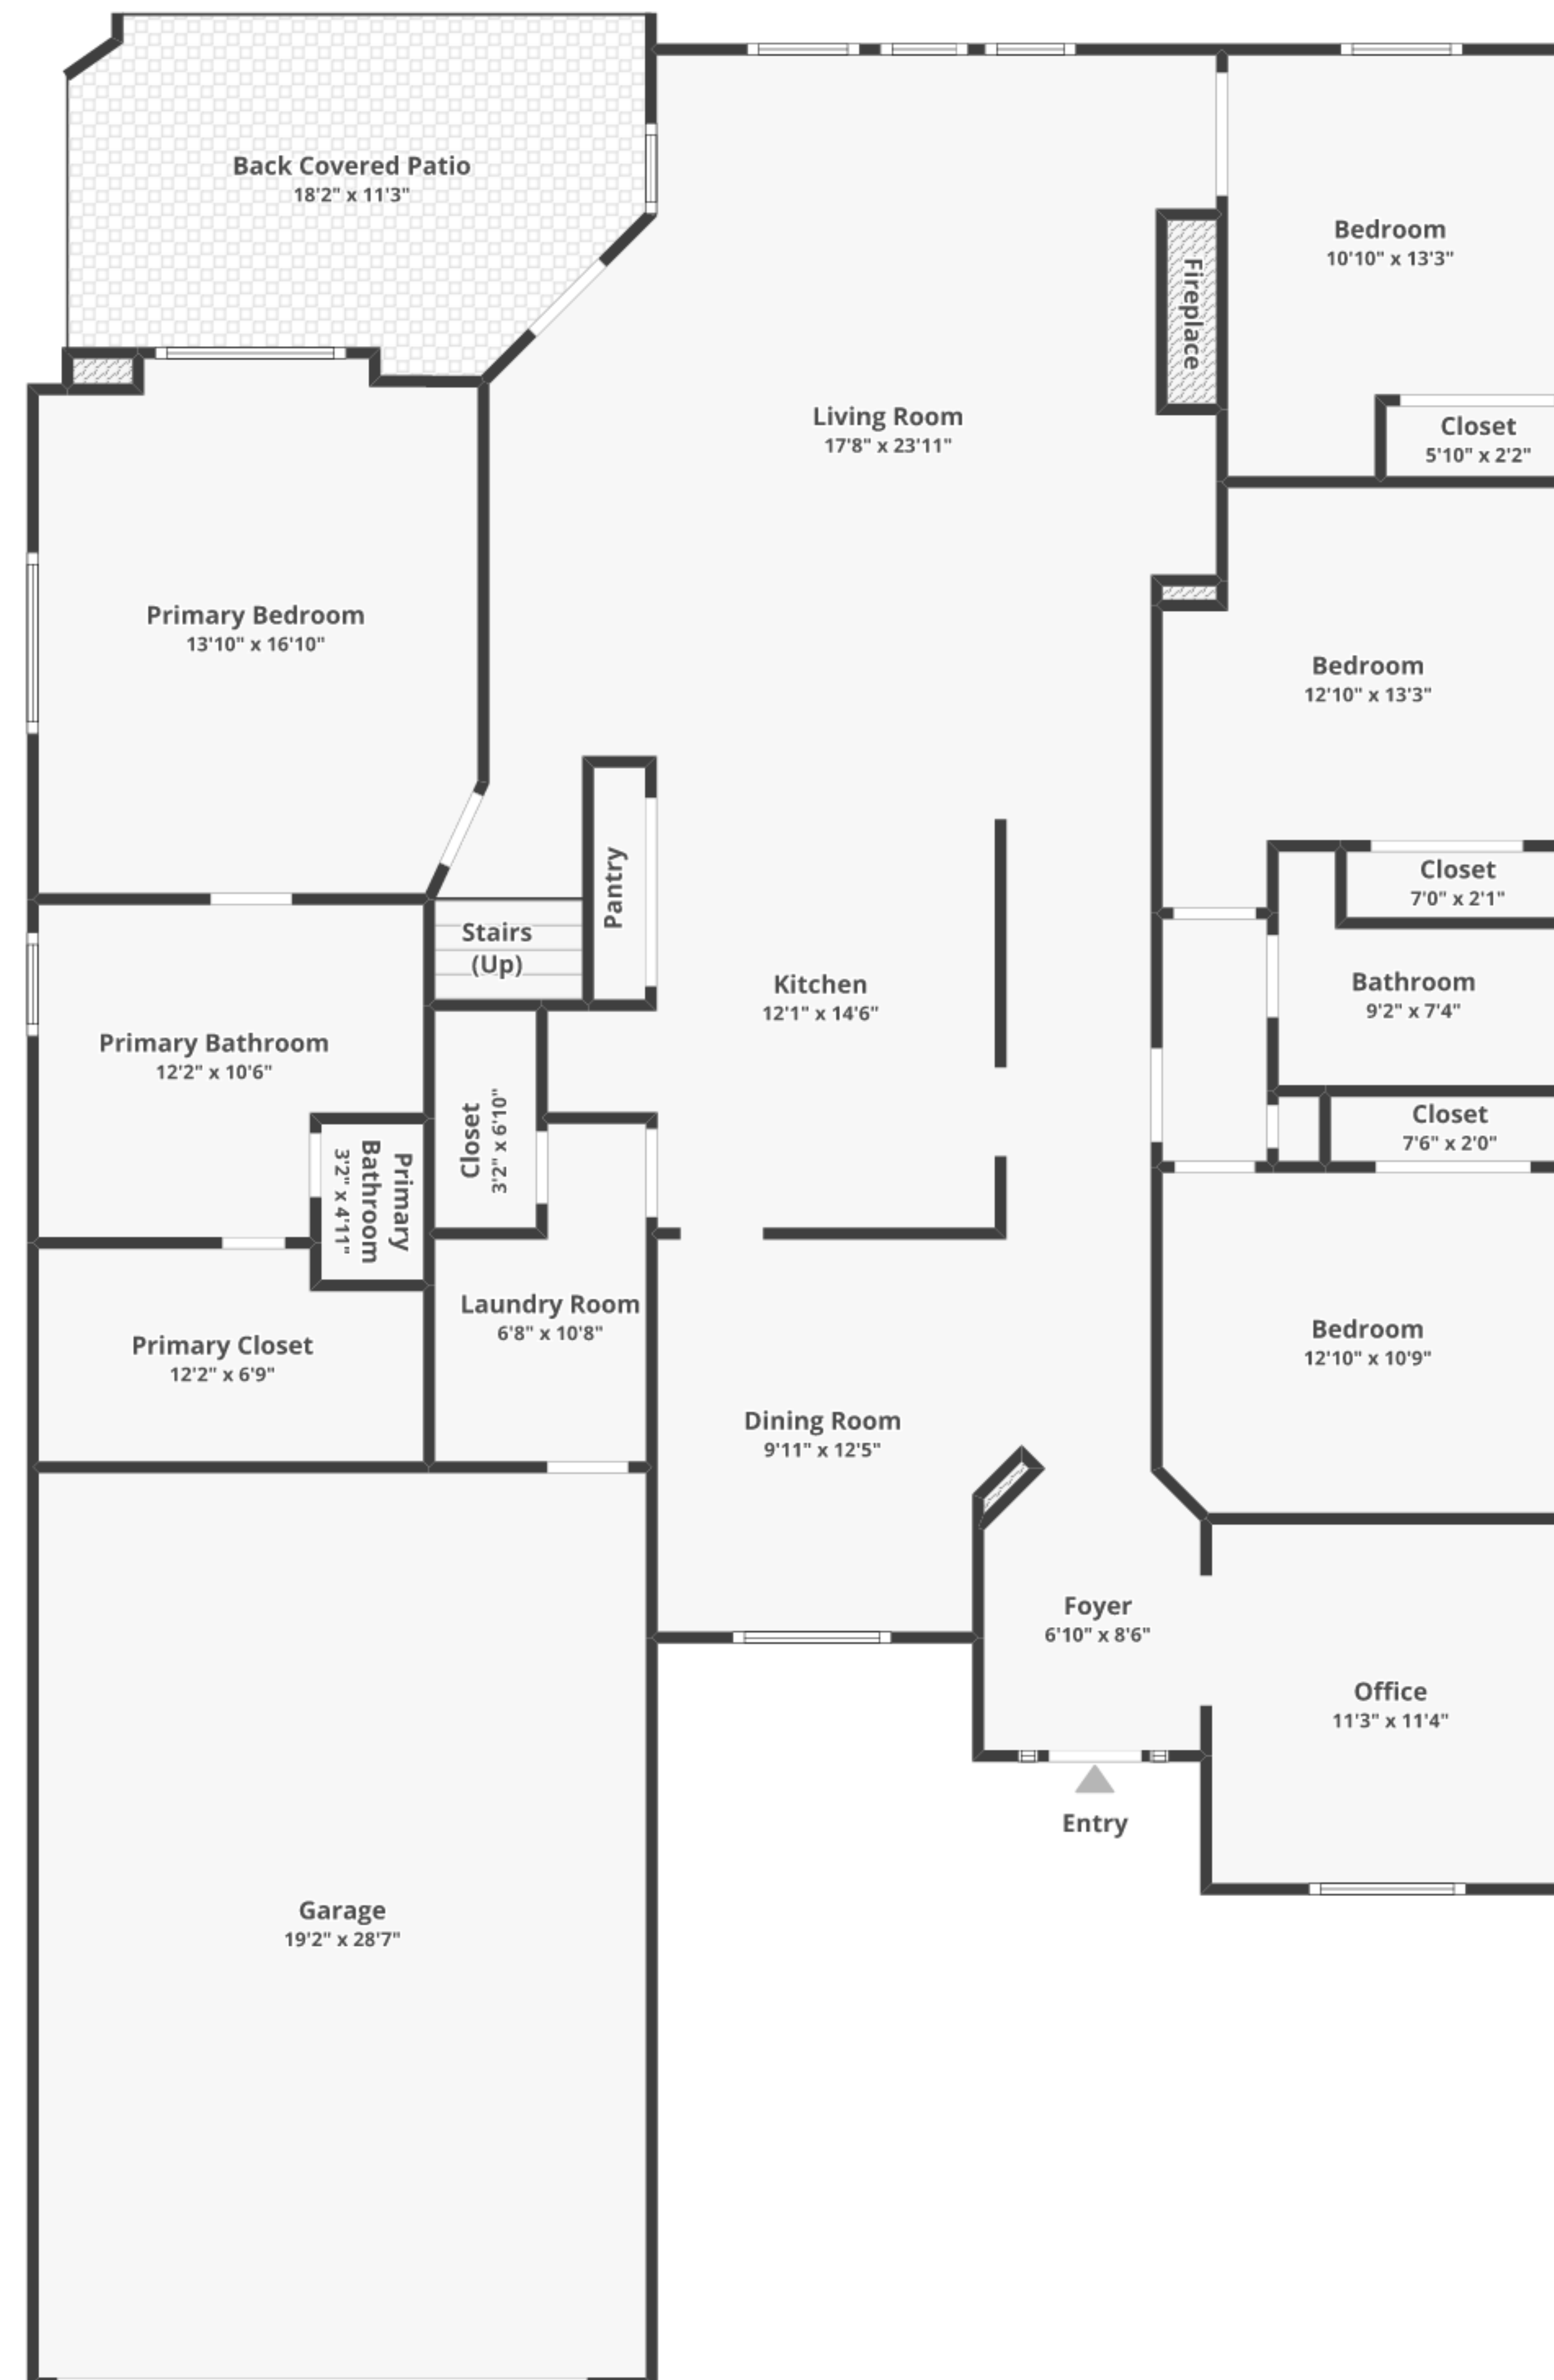 Back Covered Patio
18'2" x 11'3"
Bedroom
10'10" x 13'3"
Fireplace
Living Room
17'8" x 23'11"
Closet
5'10" x 2'2"
Primary Bedroom
13'10" x 16'10"
Bedroom
12'10" x 13'3"
Pantry
Closet
7'0" x 2'1"
Stairs
(Up)
Kitchen
12'1" x 14'6"
Bathroom
9'2" x 7'4"
Primary Bathroom
12'2" x 10'6"
Closet
3'2" x 6'10"
Closet
7'6" x 2'0"
Primary
Bathroom
3'2" x 4'11"
Laundry Room
6'8" x 10'8"
Primary Closet
12'2" x 6'9"
Bedroom
12'10" x 10'9"
Dining Room
9'11" x 12'5"
Foyer
6'10" x 8'6"
Office
11'3" x 11'4"
Entry
Garage
19'2" x 28'7"